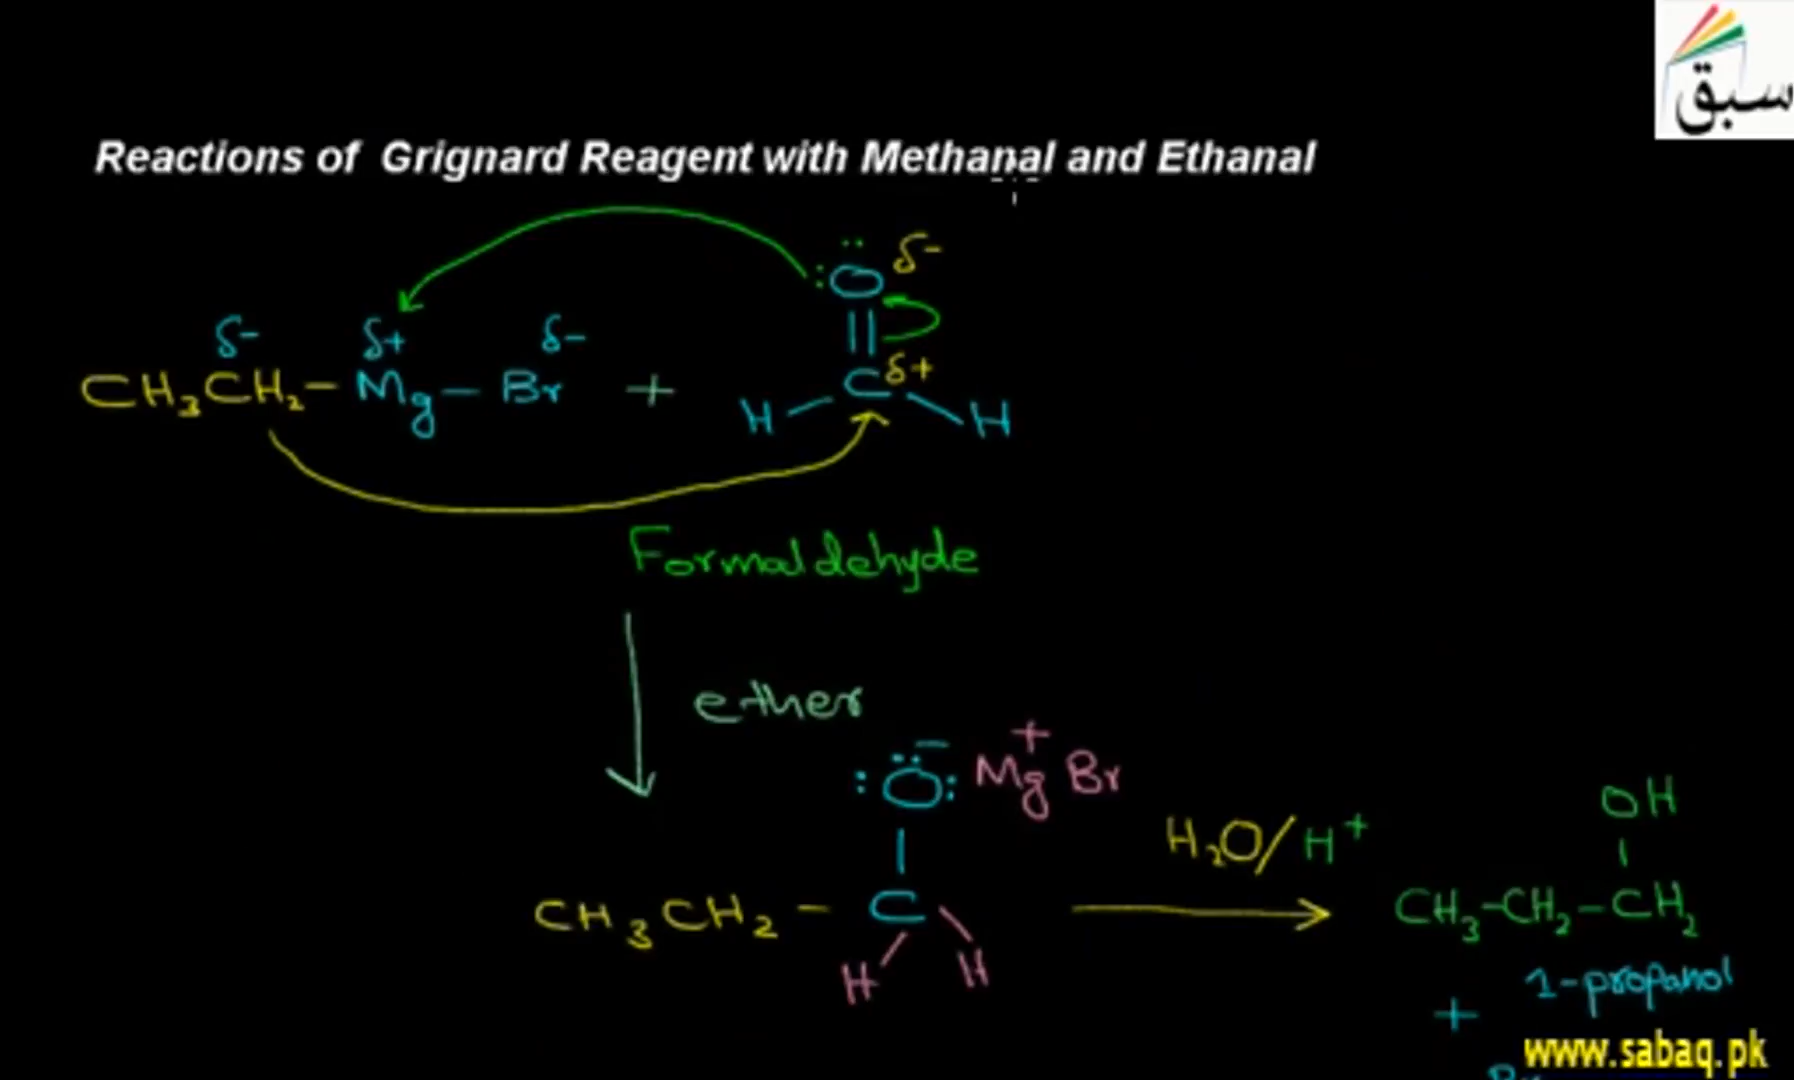 سبق
Reactions of Grignard Reagent with Methanal and Ethanal
:Ö δ-
δ- δ+ δ-
CH₃CH₂-Mg-Br + C δ+
H H
Formaldehyde
ether
:Ö:⁻ Mg⁺Br
H₂O/H⁺
OH
CH₃CH₂-C
CH₃-CH₂-CH₂
H H
1-propanol
+
www.sabaq.pk